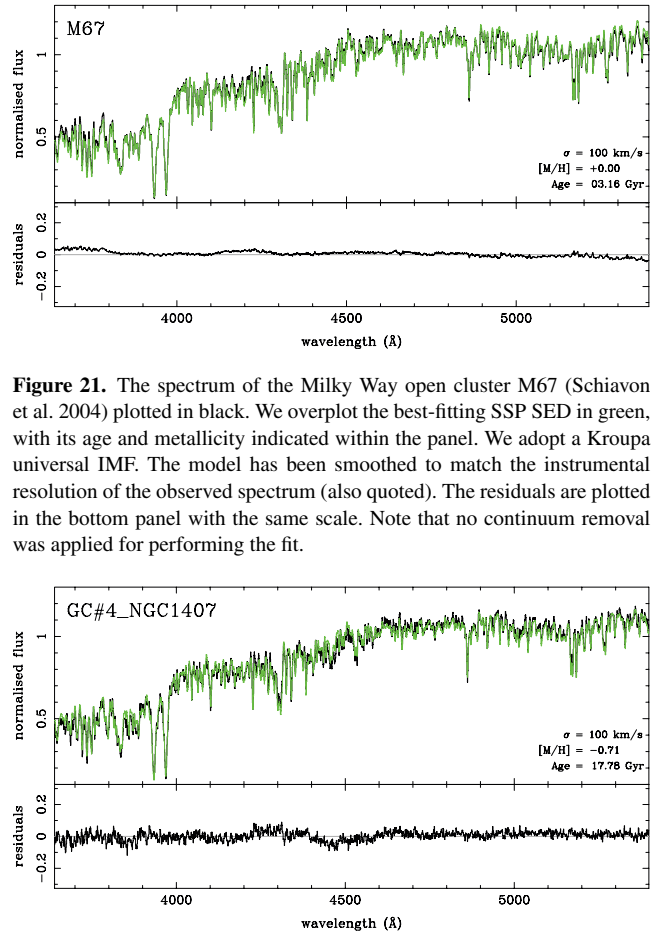 M67
normalised flux
1
0.5
σ = 100 km/s
[M/H] = +0.00
Age = 03.16 Gyr
residuals
0.2
0
−0.2
4000 4500 5000
wavelength (Å)
Figure 21. The spectrum of the Milky Way open cluster M67 (Schiavon
et al. 2004) plotted in black. We overplot the best-fitting SSP SED in green,
with its age and metallicity indicated within the panel. We adopt a Kroupa
universal IMF. The model has been smoothed to match the instrumental
resolution of the observed spectrum (also quoted). The residuals are plotted
in the bottom panel with the same scale. Note that no continuum removal
was applied for performing the fit.
GC#4_NGC1407
normalised flux
1
0.5
σ = 100 km/s
[M/H] = −0.71
Age = 17.78 Gyr
residuals
0.2
0
−0.2
4000 4500 5000
wavelength (Å)